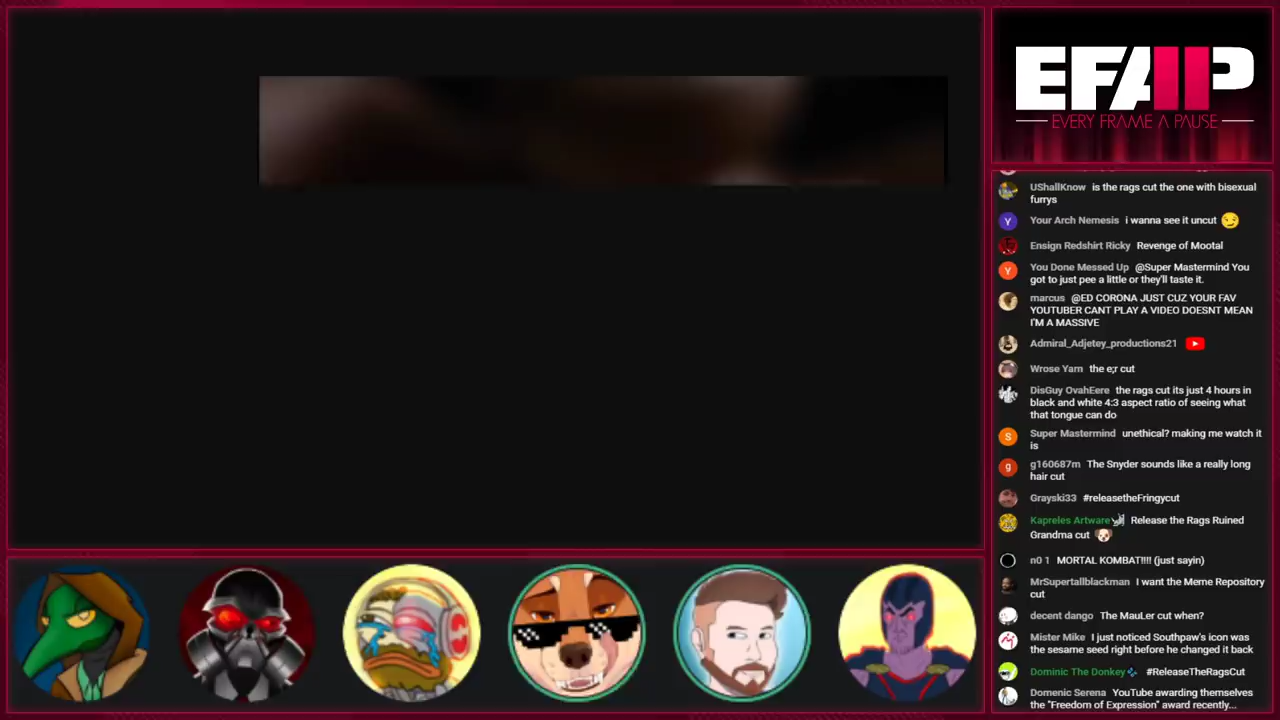 EFAP
EVERY FRAME A PAUSE
UShallKnow is the rags cut the one with bisexual
furrys
Y
Your Arch Nemesis i wanna see it uncut 😏
Ensign Redshirt Ricky Revenge of Mootal
Y
You Done Messed Up @Super Mastermind You
got to just pee a little or they'll taste it.
marcus @ED CORONA JUST CUZ YOUR FAV
YOUTUBER CANT PLAY A VIDEO DOESNT MEAN
I'M A MASSIVE
Admiral_Adjetey_productions21
Wrose Yarn the e;r cut
DisGuy OvahEere the rags cut its just 4 hours in
black and white 4:3 aspect ratio of seeing what
that tongue can do
S
Super Mastermind unethical? making me watch it
is
g
g160687m The Snyder sounds like a really long
hair cut
Grayski33 #releasetheFringycut
Kapreles Artware Release the Rags Ruined
Grandma cut
n0 1 MORTAL KOMBAT!!!! (just sayin)
MrSupertallblackman I want the Meme Repository
cut
decent dango The MauLer cut when?
Mister Mike I just noticed Southpaw's icon was
the sesame seed right before he changed it back
Dominic The Donkey #ReleaseTheRagsCut
Domenic Serena YouTube awarding themselves
the "Freedom of Expression" award recently...